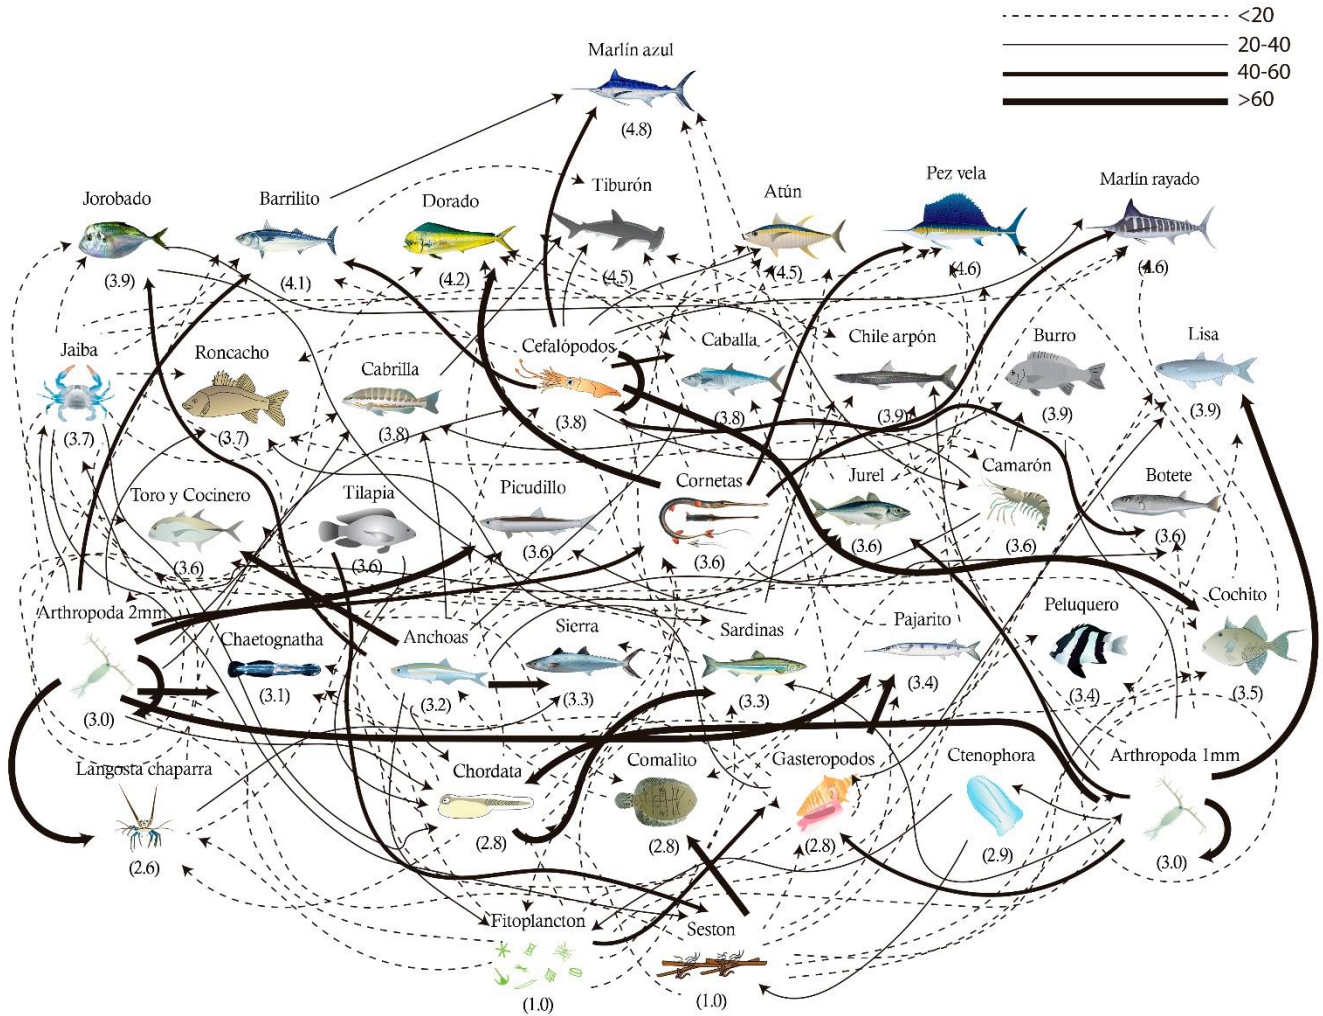 <20
20-40
40-60
>60
Marlín azul
(4.8)
Jorobado
(3.9)
Barrilito
(4.1)
Dorado
(4.2)
Tiburón
(4.5)
Atún
(4.5)
Pez vela
(4.6)
Marlín rayado
(4.6)
Jaiba
(3.7)
Roncacho
(3.7)
Cabrilla
(3.8)
Cefalópodos
(3.8)
Caballa
(3.8)
Chile arpón
(3.9)
Burro
(3.9)
Lisa
(3.9)
Toro y Cocinero
(3.6)
Tilapia
(3.6)
Picudillo
(3.6)
Cornetas
(3.6)
Jurel
(3.6)
Camarón
(3.6)
Botete
(3.6)
Arthropoda 2mm
(3.0)
Chaetognatha
(3.1)
Anchoas
(3.2)
Sierra
(3.3)
Sardinas
(3.3)
Pajarito
(3.4)
Peluquero
(3.4)
Cochito
(3.5)
Langosta chaparra
(2.6)
Chordata
(2.8)
Comalito
(2.8)
Gasteropodos
(2.8)
Ctenophora
(2.9)
Arthropoda 1mm
(3.0)
Fitoplancton
(1.0)
Seston
(1.0)